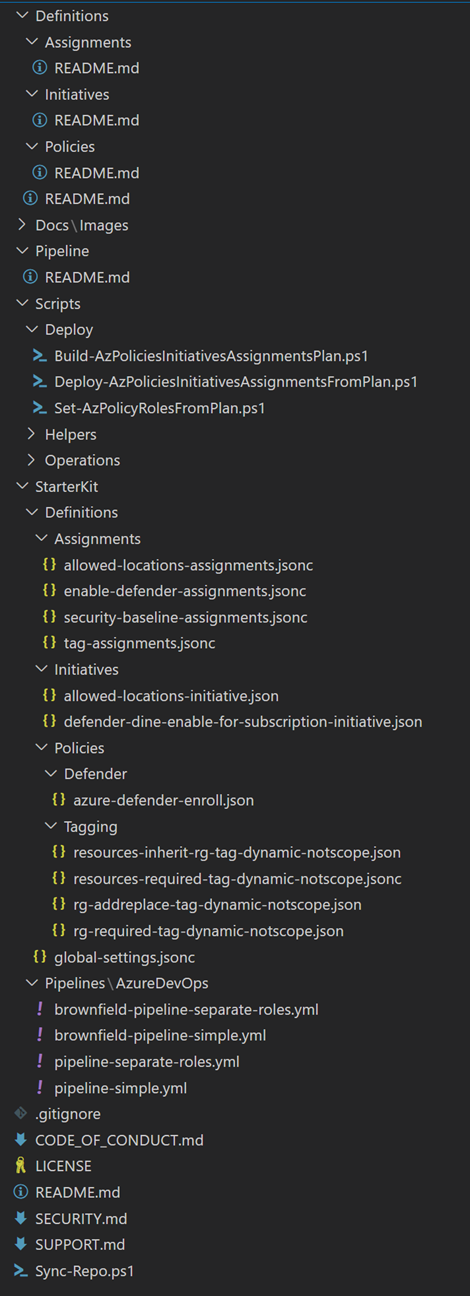 Definitions
Assignments
README.md
Initiatives
README.md
Policies
README.md
README.md
Docs\Images
Pipeline
README.md
Scripts
Deploy
Build-AzPoliciesInitiativesAssignmentsPlan.ps1
Deploy-AzPoliciesInitiativesAssignmentsFromPlan.ps1
Set-AzPolicyRolesFromPlan.ps1
Helpers
Operations
StarterKit
Definitions
Assignments
allowed-locations-assignments.jsonc
enable-defender-assignments.jsonc
security-baseline-assignments.jsonc
tag-assignments.jsonc
Initiatives
allowed-locations-initiative.json
defender-dine-enable-for-subscription-initiative.json
Policies
Defender
azure-defender-enroll.json
Tagging
resources-inherit-rg-tag-dynamic-notscope.json
resources-required-tag-dynamic-notscope.jsonc
rg-addreplace-tag-dynamic-notscope.json
rg-required-tag-dynamic-notscope.json
global-settings.jsonc
Pipelines\AzureDevOps
brownfield-pipeline-separate-roles.yml
brownfield-pipeline-simple.yml
pipeline-separate-roles.yml
pipeline-simple.yml
.gitignore
CODE_OF_CONDUCT.md
LICENSE
README.md
SECURITY.md
SUPPORT.md
Sync-Repo.ps1